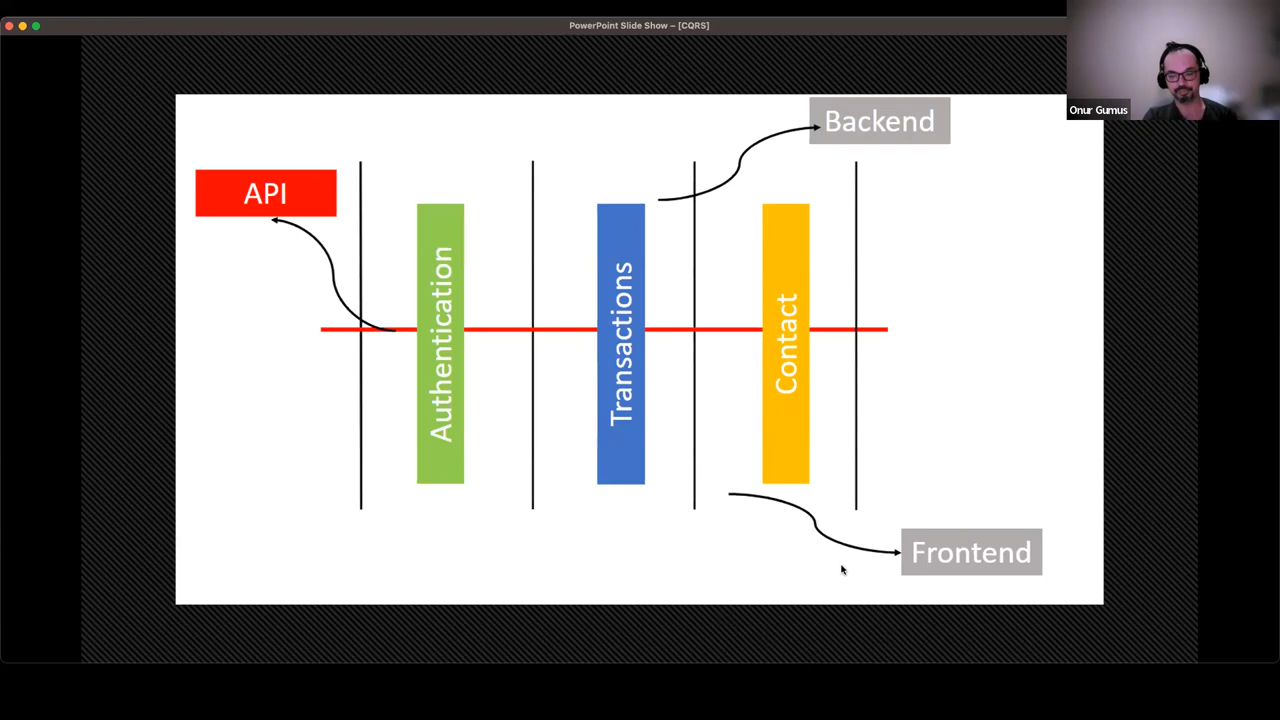 PowerPoint Slide Show – [CQRS]
Onur Gumus
Backend
API
Authentication
Transactions
Contact
Frontend